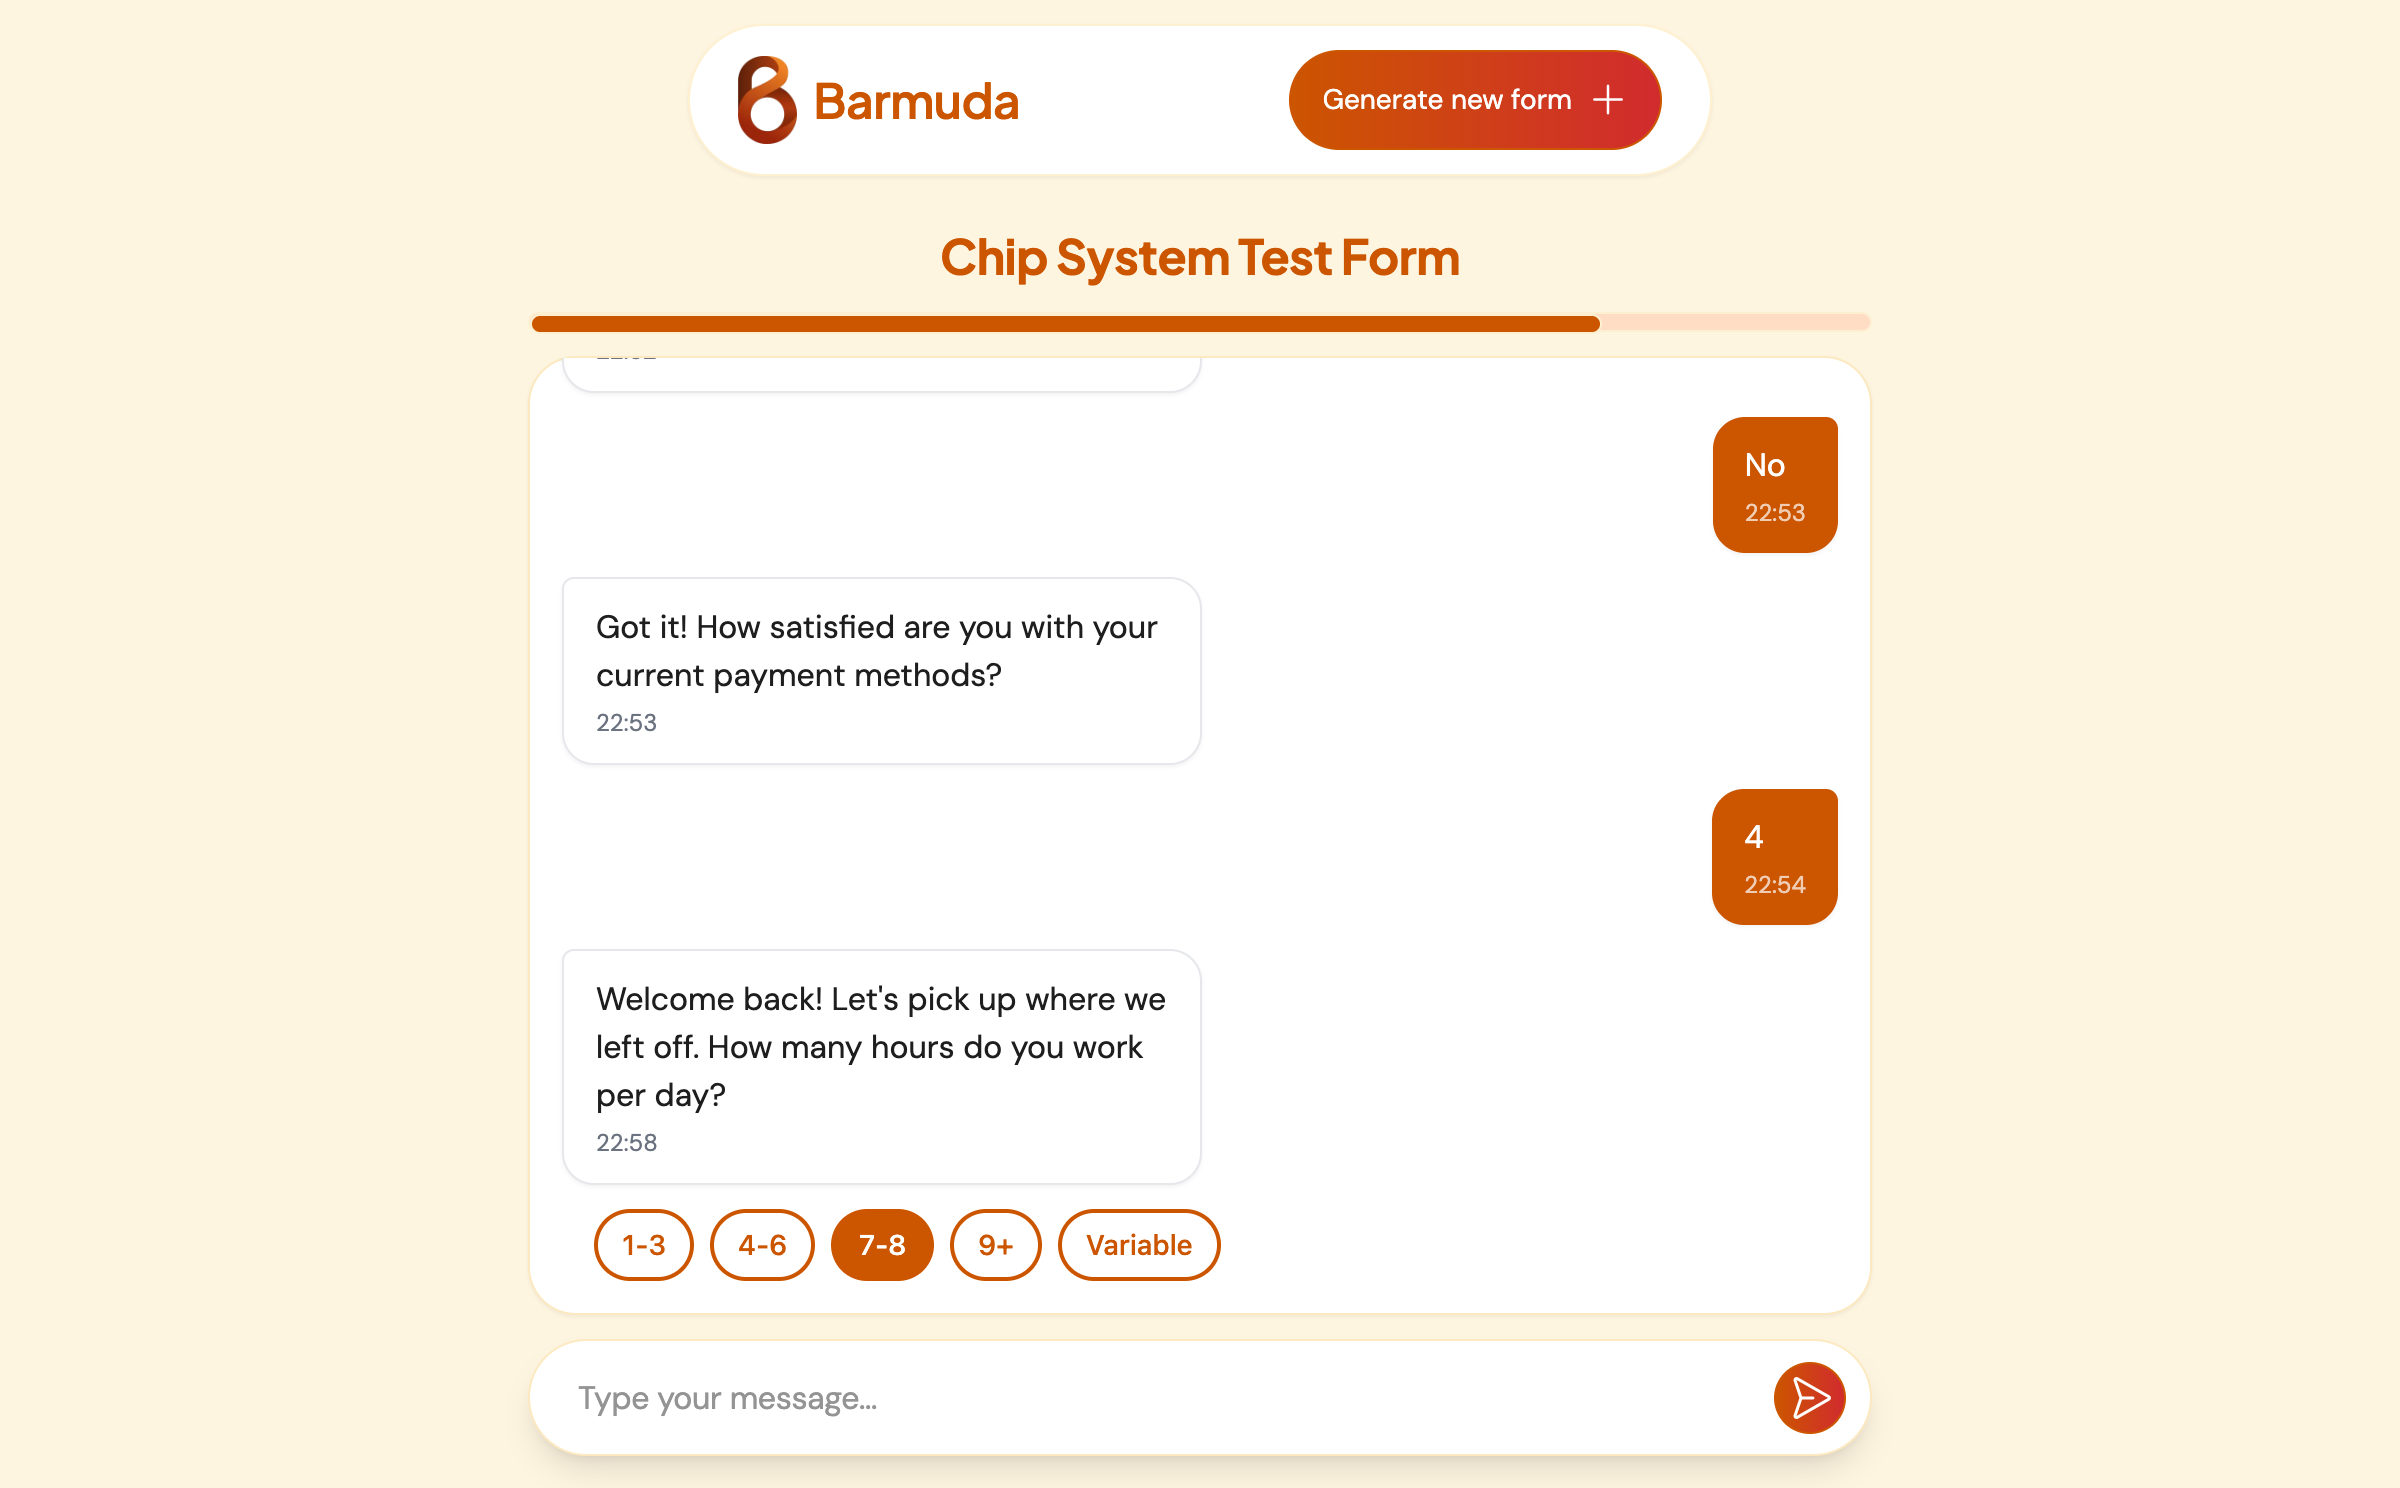 Barmuda
Generate new form
Chip System Test Form
No
22:53
Got it! How satisfied are you with your
current payment methods?
22:53
4
22:54
Welcome back! Let's pick up where we
left off. How many hours do you work
per day?
22:58
1-3
4-6
7-8
9+
Variable
Type your message...